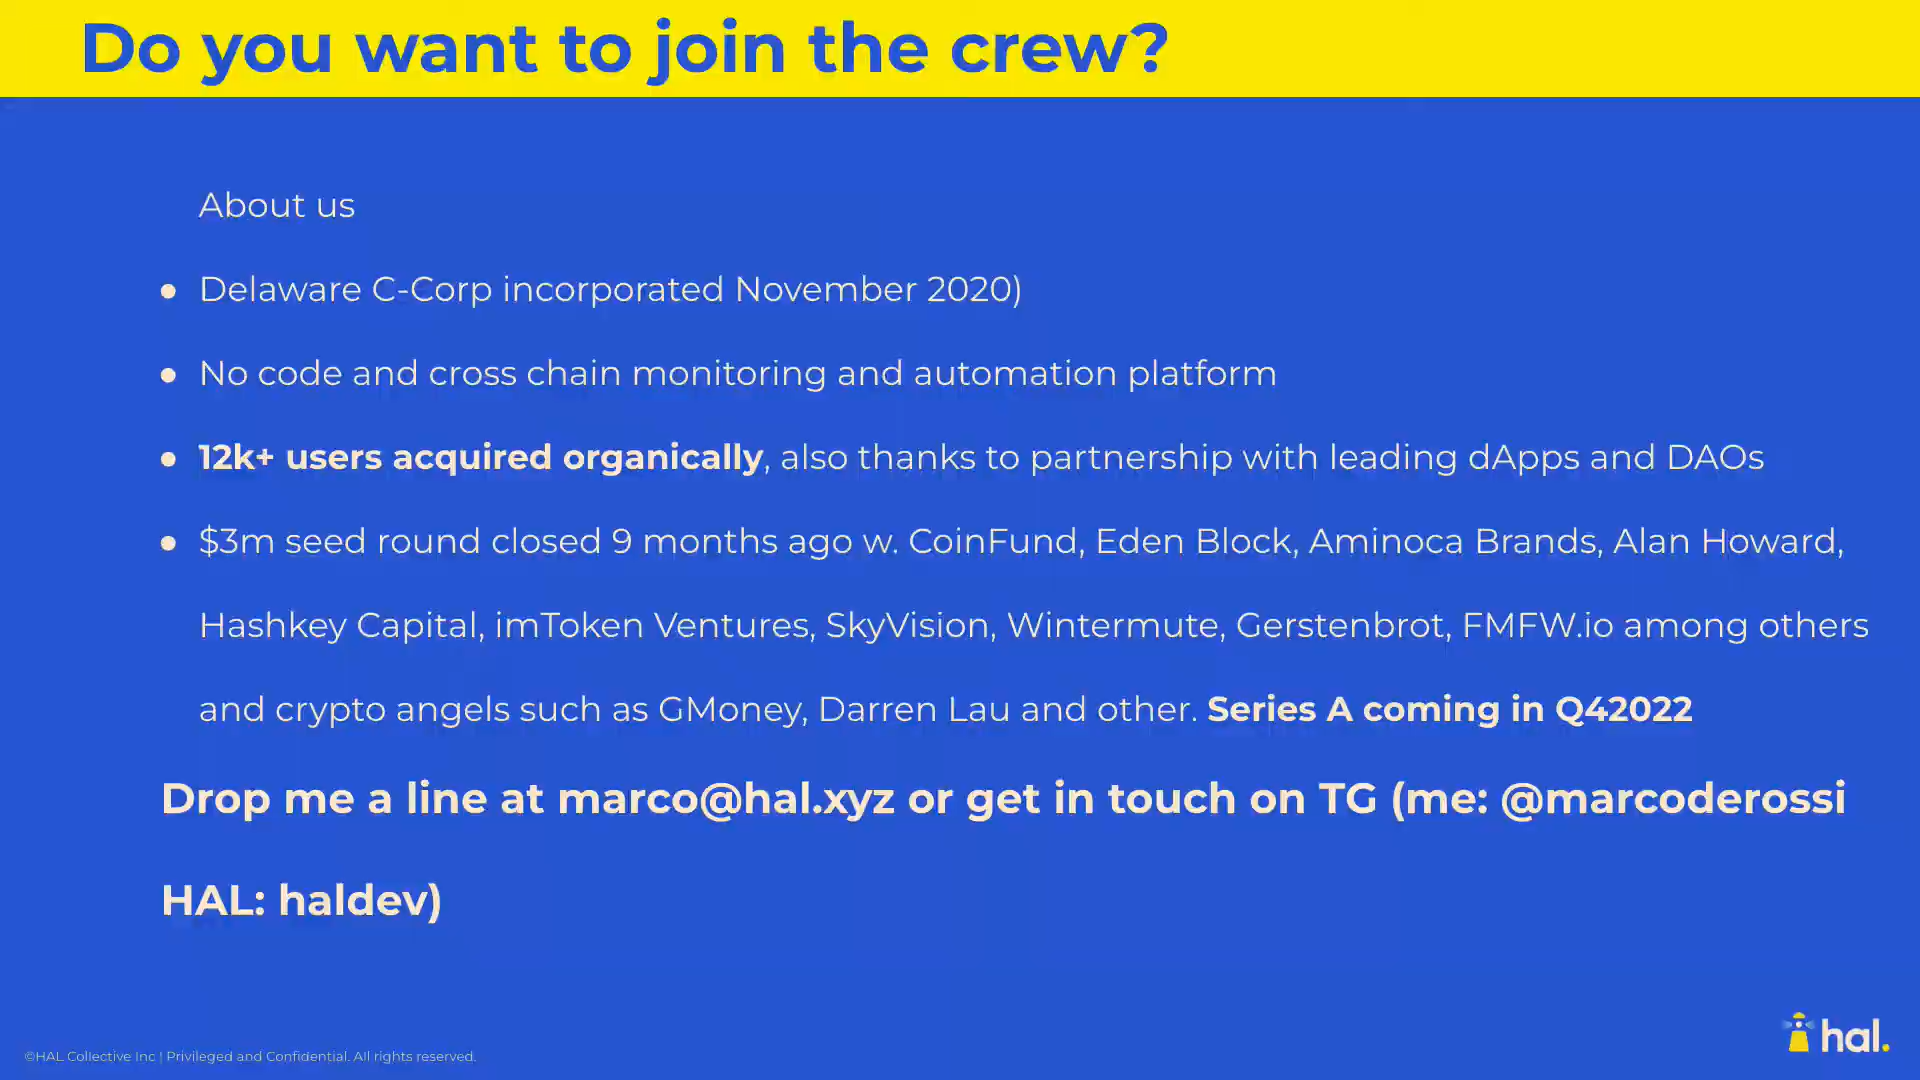 Do you want to join the crew?
About us
● Delaware C-Corp incorporated November 2020)
● No code and cross chain monitoring and automation platform
● 12k+ users acquired organically, also thanks to partnership with leading dApps and DAOs
● $3m seed round closed 9 months ago w. CoinFund, Eden Block, Aminoca Brands, Alan Howard,
Hashkey Capital, imToken Ventures, SkyVision, Wintermute, Gerstenbrot, FMFW.io among others
and crypto angels such as GMoney, Darren Lau and other. Series A coming in Q42022
Drop me a line at marco@hal.xyz or get in touch on TG (me: @marcoderossi
HAL: haldev)
©HAL Collective Inc | Privileged and Confidential. All rights reserved.
hal.